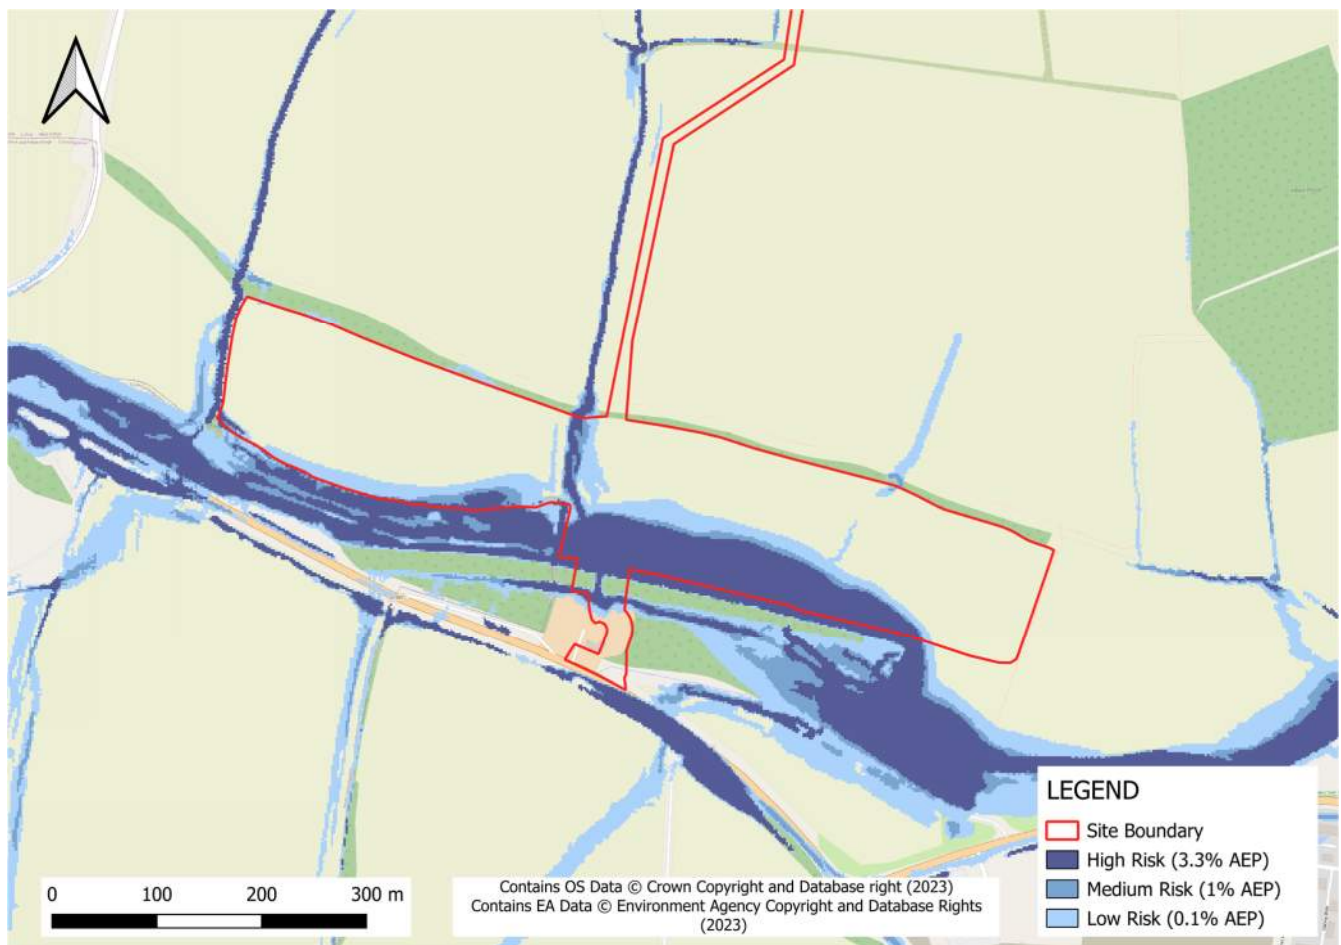 LEGEND
Site Boundary
High Risk (3.3% AEP)
Medium Risk (1% AEP)
Low Risk (0.1% AEP)
0 100 200 300 m
Contains OS Data © Crown Copyright and Database right (2023)
Contains EA Data © Environment Agency Copyright and Database Rights
(2023)